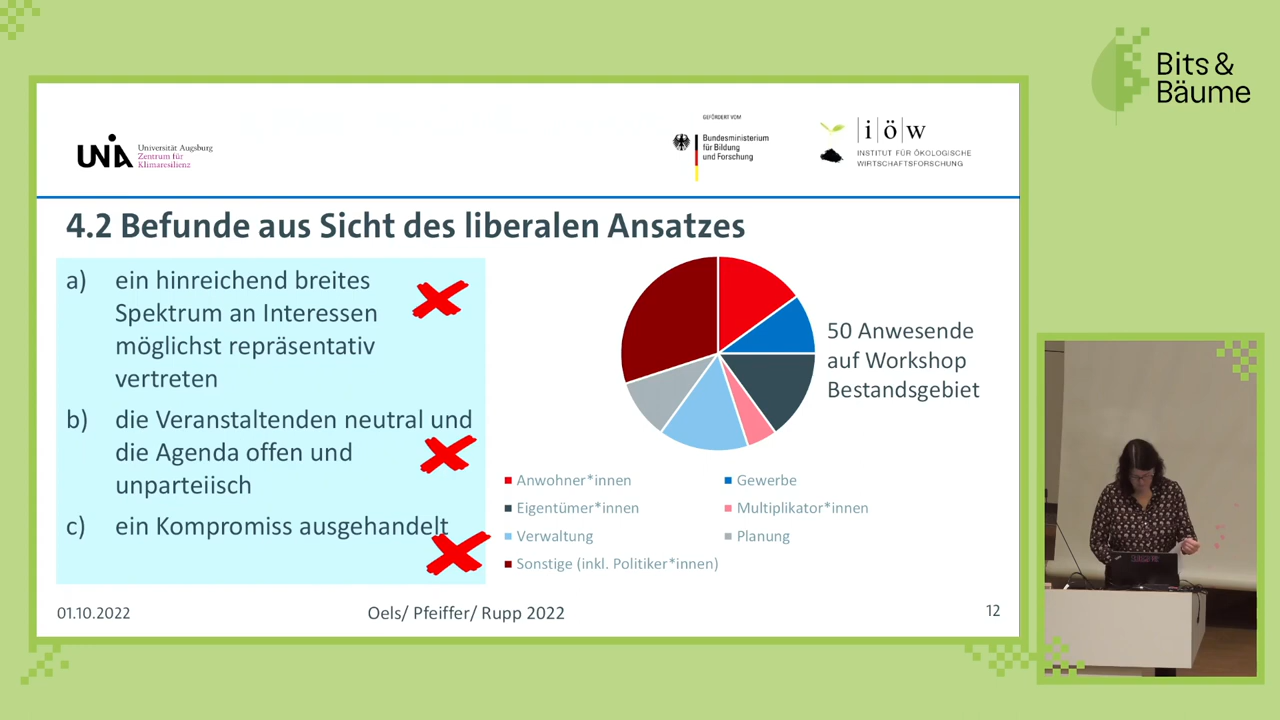 Bits &
Bäume
UNIA
Universität Augsburg
Zentrum für
Klimaresilienz
GEFÖRDERT VOM
Bundesministerium
für Bildung
und Forschung
i ö w
INSTITUT FÜR ÖKOLOGISCHE
WIRTSCHAFTSFORSCHUNG
4.2 Befunde aus Sicht des liberalen Ansatzes
a) ein hinreichend breites
Spektrum an Interessen
möglichst repräsentativ
vertreten
b) die Veranstaltenden neutral und
die Agenda offen und
unparteiisch
c) ein Kompromiss ausgehandelt
50 Anwesende
auf Workshop
Bestandsgebiet
Anwohner*innen
Gewerbe
Eigentümer*innen
Multiplikator*innen
Verwaltung
Planung
Sonstige (inkl. Politiker*innen)
01.10.2022
Oels/ Pfeiffer/ Rupp 2022
12